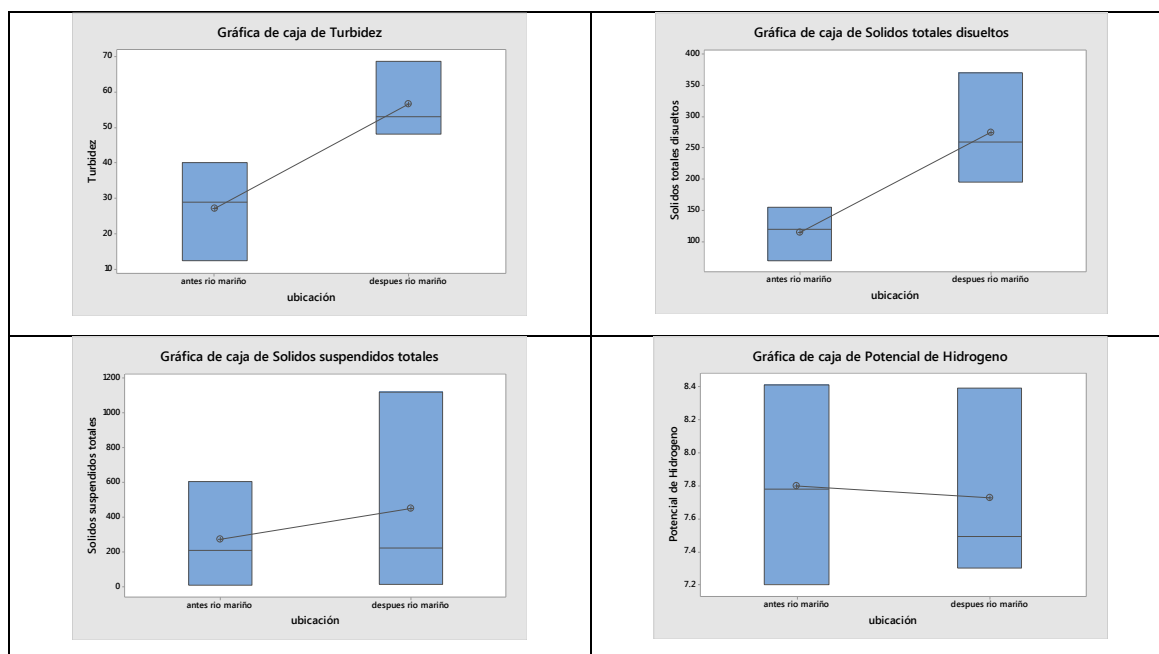 Gráfica de caja de Turbidez
70
60
50
40
30
20
10
Turbidez
antes rio mariño
despues rio mariño
ubicación
Gráfica de caja de Solidos totales disueltos
400
350
300
250
200
150
100
Solidos totales disueltos
antes rio mariño
despues rio mariño
ubicación
Gráfica de caja de Solidos suspendidos totales
1200
1000
800
600
400
200
0
Solidos suspendidos totales
antes rio mariño
despues rio mariño
ubicación
Gráfica de caja de Potencial de Hidrogeno
8.4
8.2
8.0
7.8
7.6
7.4
7.2
Potencial de Hidrogeno
antes rio mariño
despues rio mariño
ubicación